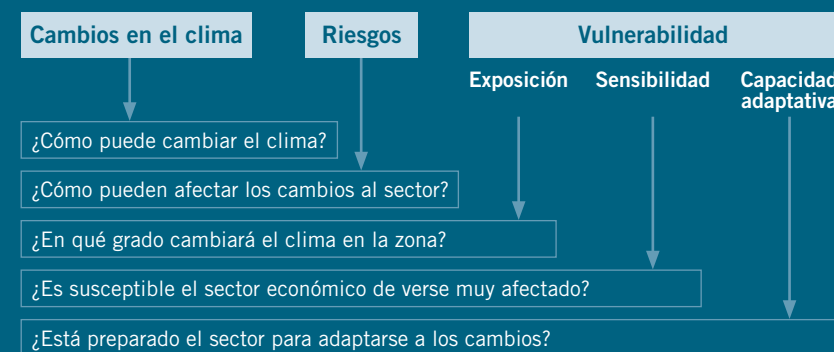 Cambios en el clima
Riesgos
Vulnerabilidad
Exposición
Sensibilidad
Capacidad
adaptativa
¿Cómo puede cambiar el clima?
¿Cómo pueden afectar los cambios al sector?
¿En qué grado cambiará el clima en la zona?
¿Es susceptible el sector económico de verse muy afectado?
¿Está preparado el sector para adaptarse a los cambios?